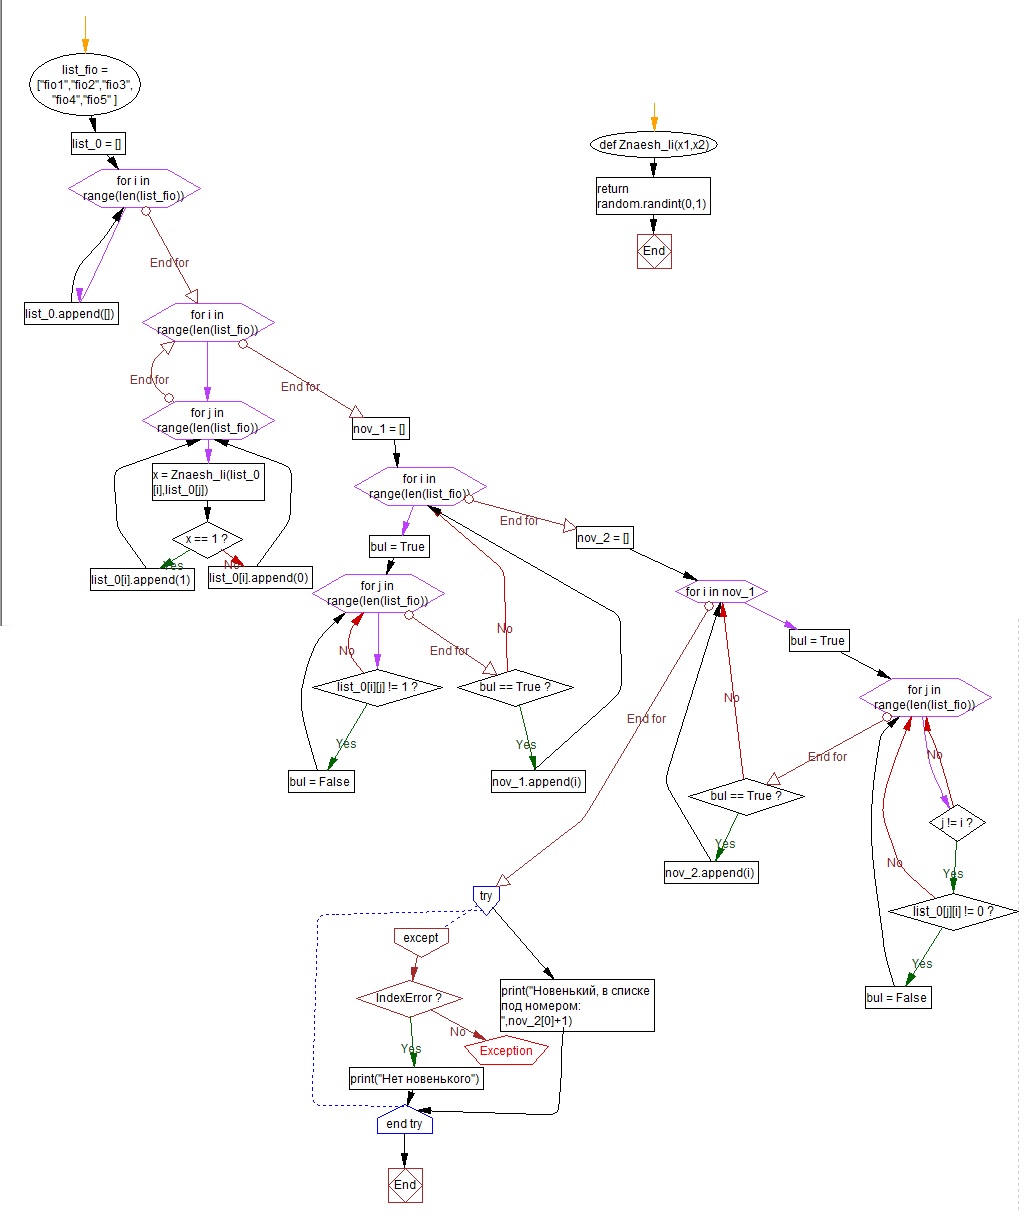 list_fio =
["fio1","fio2","fio3",
"fio4","fio5" ]
list_0 = []
for i in
range(len(list_fio))
End for
list_0.append([])
for i in
range(len(list_fio))
End for
End for
for j in
range(len(list_fio))
x = Znaesh_li(list_0
[i],list_0[j])
x == 1 ?
Yes
No
list_0[i].append(1)
list_0[i].append(0)
nov_1 = []
for i in
range(len(list_fio))
End for
bul = True
for j in
range(len(list_fio))
No
End for
No
list_0[i][j] != 1 ?
bul == True ?
Yes
Yes
bul = False
nov_1.append(i)
nov_2 = []
for i in nov_1
bul = True
for j in
range(len(list_fio))
End for
No
End for
No
bul == True ?
j != i ?
Yes
Yes
No
nov_2.append(i)
list_0[j][i] != 0 ?
Yes
bul = False
try
except
IndexError ?
print("Новенький, в списке
под номером:
",nov_2[0]+1)
No
Yes
Exception
print("Нет новенького")
end try
End
def Znaesh_li(x1,x2)
return
random.randint(0,1)
End